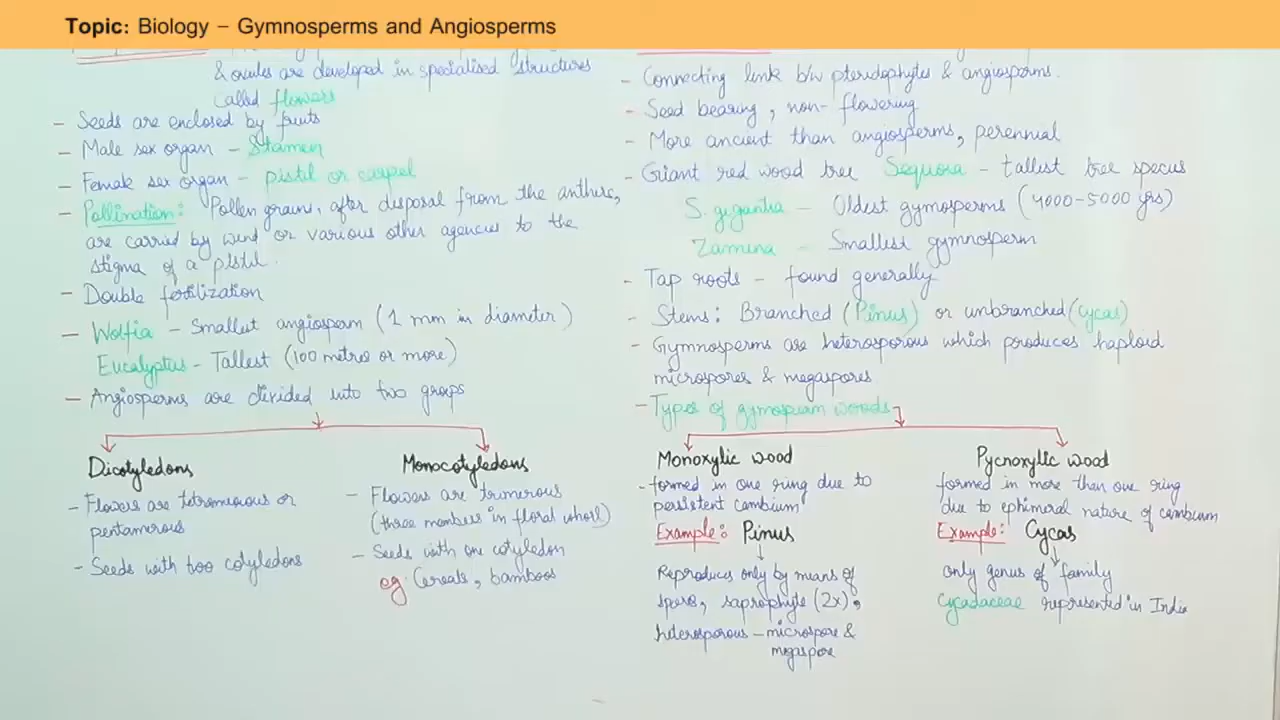 Topic: Biology – Gymnosperms and Angiosperms
& ovules are developed in specialised structures
called flowers
- Seeds are enclosed by fruits
- Male sex organ - Stamen
- Female sex organ - pistil or carpel
- Pollination: Pollen grains, after disposal from the anthers,
are carried by wind or various other agencies to the
stigma of a pistil.
- Double fertilization
- Wolfia - Smallest angiosperm (1 mm in diameter)
Eucalyptus - Tallest (100 metres or more)
- Angiosperms are divided into two groups
Dicotyledons
- Flowers are tetromerous or
pentamerous
- Seeds with two cotyledons
Monocotyledons
- Flowers are trimerous
(three members in floral whorl)
- Seeds with one cotyledon
eg: Cereals, bamboos
- Connecting link b/w pteridophytes & angiosperms.
- Seed bearing, non-flowering
- More ancient than angiosperms, perennial
- Giant red wood tree Sequora - tallest tree species
S. gigantia - Oldest gymosperms (4000-5000 yrs)
Zamina - Smallest gymnosperm
- Tap roots - found generally
- Stems: Branched (Pinus) or unbranched (cycas)
- Gymnosperms are heterosporous which produces haploid
microspores & megaspores
- Types of gymosperm woods
Monoxylic wood
- formed in one ring due to
persistent cambium
Example: Pinus
Reproduces only by means of
spore, saprophyte (2x),
heterosporous - microspore &
megaspore
Pycnoxylic wood
formed in more than one ring
due to ephimeral nature of cambium
Example: Cycas
only genus of family
Cycadaceae represented in India